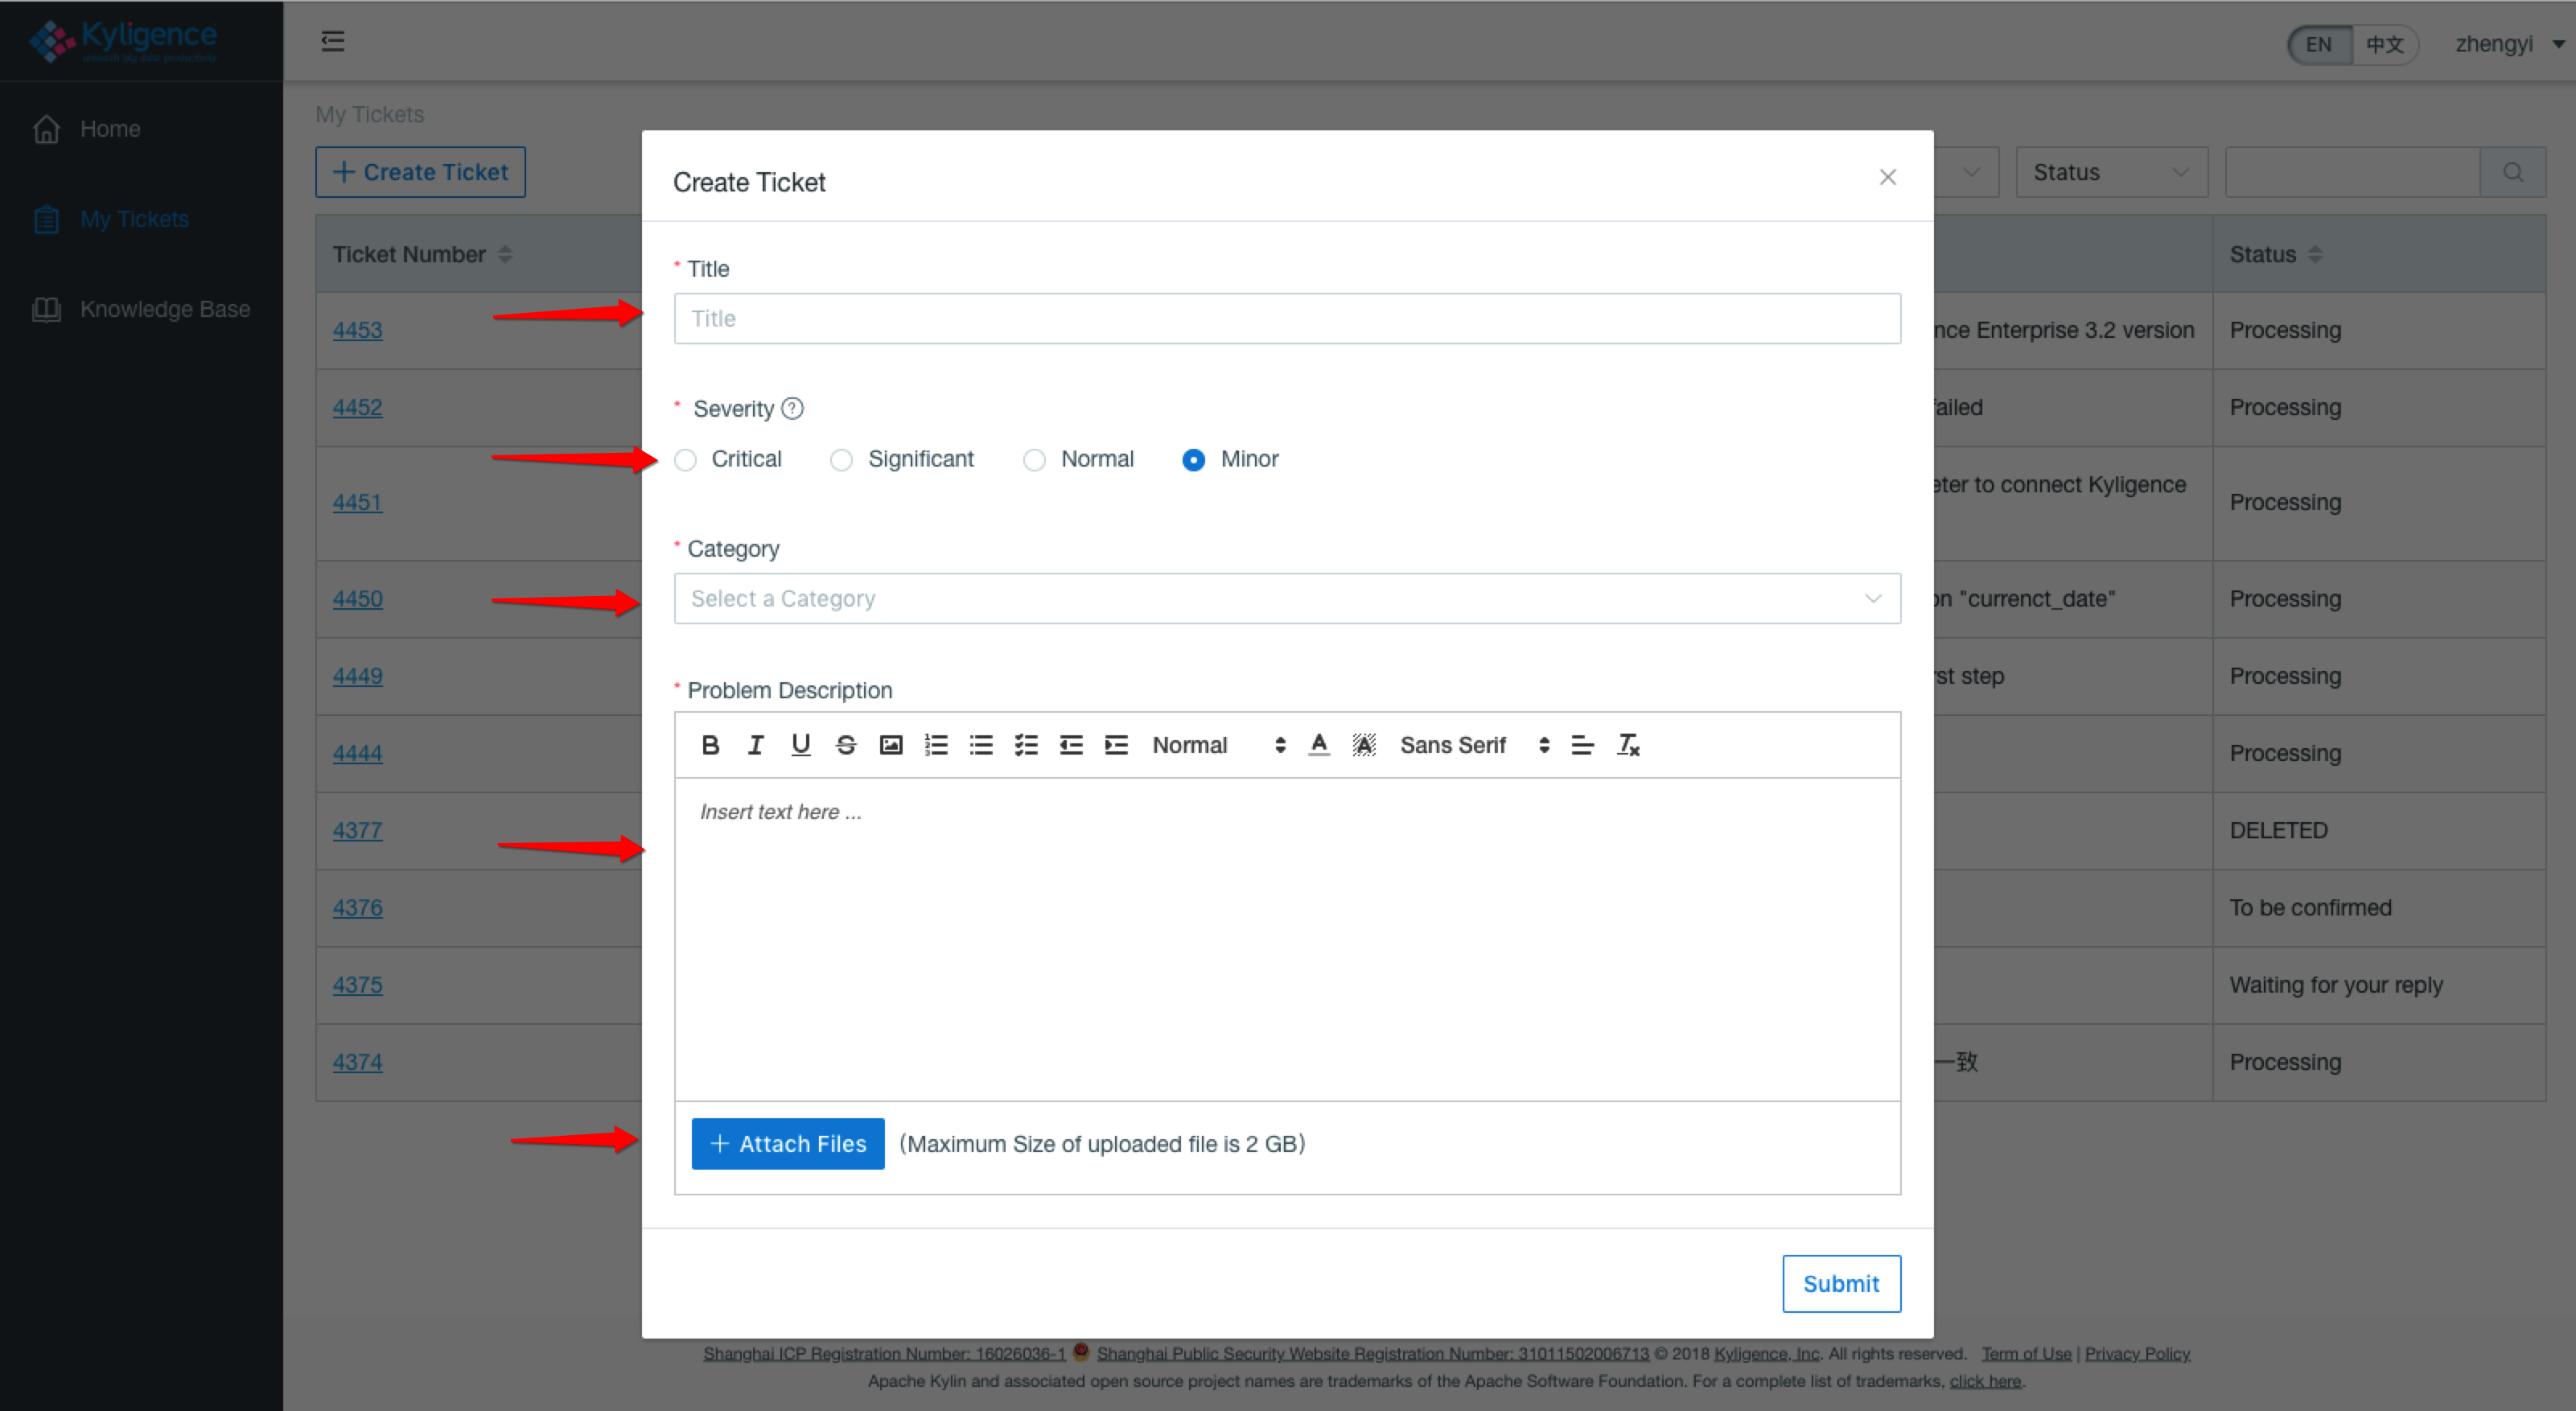 Kyligence
unleash big data productivity
EN 中文 zhengyi
Home
My Tickets
Knowledge Base
My Tickets
Create Ticket
Status
Ticket Number
Status
4453
nce Enterprise 3.2 version
Processing
4452
failed
Processing
4451
eter to connect Kyligence
Processing
4450
on "currenct_date"
Processing
4449
rst step
Processing
4444
Processing
4377
DELETED
4376
To be confirmed
4375
Waiting for your reply
4374
一致
Processing
Create Ticket
* Title
Title
* Severity ?
Critical Significant Normal Minor
* Category
Select a Category
* Problem Description
Normal Sans Serif
Insert text here ...
+ Attach Files (Maximum Size of uploaded file is 2 GB)
Submit
Shanghai ICP Registration Number: 16026036-1 Shanghai Public Security Website Registration Number: 31011502006713 © 2018 Kyligence, Inc. All rights reserved. Term of Use | Privacy Policy
Apache Kylin and associated open source project names are trademarks of the Apache Software Foundation. For a complete list of trademarks, click here.